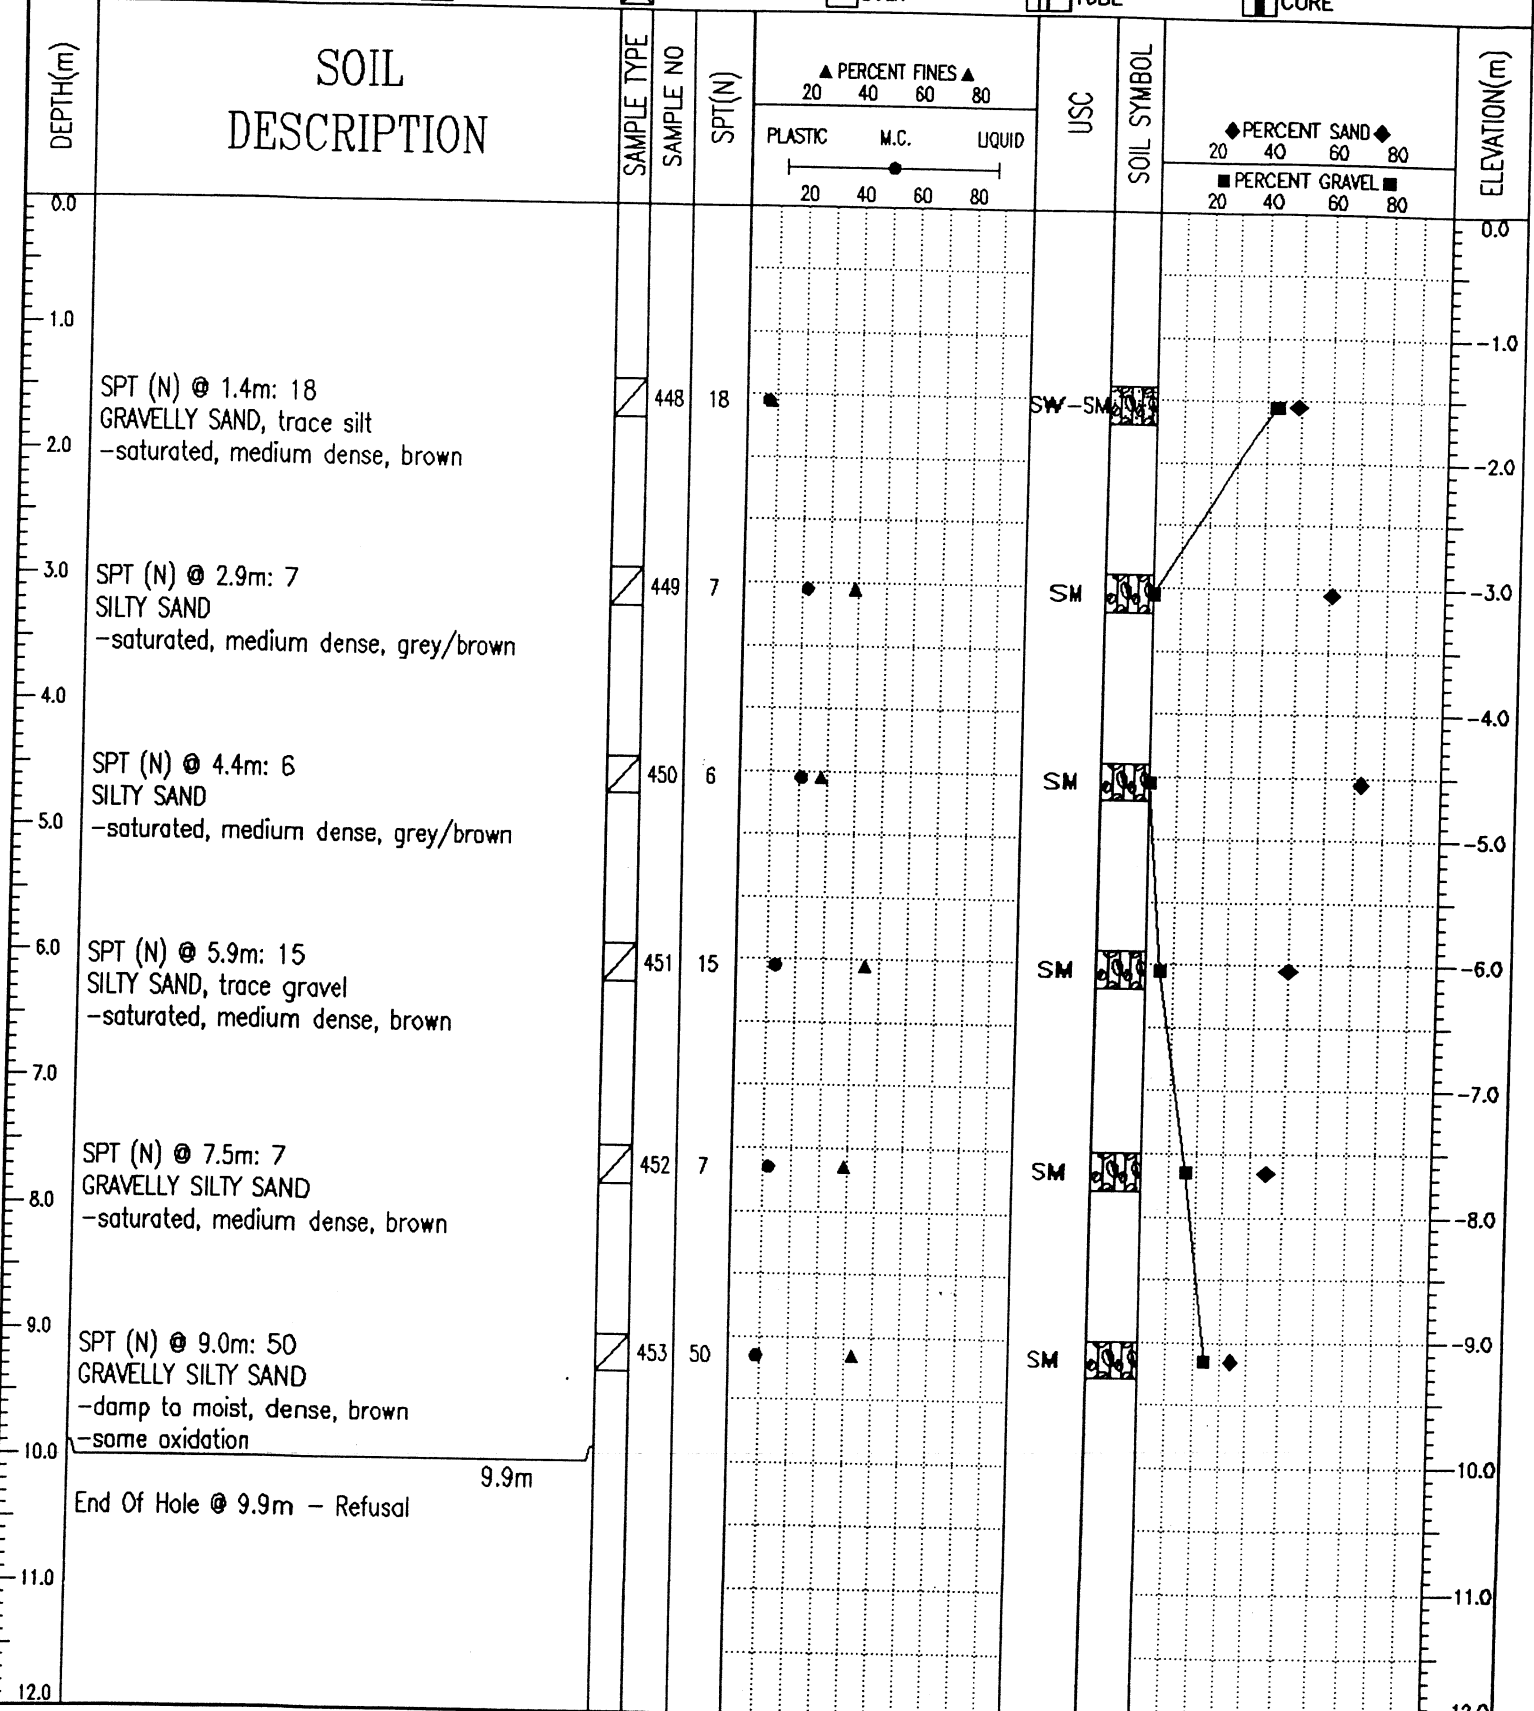 TUBE
CORE
DEPTH(m)
SOIL
DESCRIPTION
SAMPLE TYPE
SAMPLE NO
SPT(N)
▲ PERCENT FINES ▲
20 40 60 80
PLASTIC M.C. LIQUID
20 40 60 80
USC
SOIL SYMBOL
◆PERCENT SAND◆
20 40 60 80
■PERCENT GRAVEL■
20 40 60 80
ELEVATION(m)
0.0
0.0
1.0
-1.0
SPT (N) @ 1.4m: 18
448 18 SW-SM
GRAVELLY SAND, trace silt
-saturated, medium dense, brown
2.0
-2.0
3.0
SPT (N) @ 2.9m: 7
449 7 SM
-3.0
SILTY SAND
-saturated, medium dense, grey/brown
4.0
-4.0
SPT (N) @ 4.4m: 6
450 6 SM
SILTY SAND
-saturated, medium dense, grey/brown
5.0
-5.0
6.0
SPT (N) @ 5.9m: 15
451 15 SM
-6.0
SILTY SAND, trace gravel
-saturated, medium dense, brown
7.0
-7.0
SPT (N) @ 7.5m: 7
452 7 SM
GRAVELLY SILTY SAND
-saturated, medium dense, brown
8.0
-8.0
9.0
SPT (N) @ 9.0m: 50
453 50 SM
-9.0
GRAVELLY SILTY SAND
-damp to moist, dense, brown
-some oxidation
10.0
-10.0
9.9m
End Of Hole @ 9.9m - Refusal
11.0
-11.0
12.0